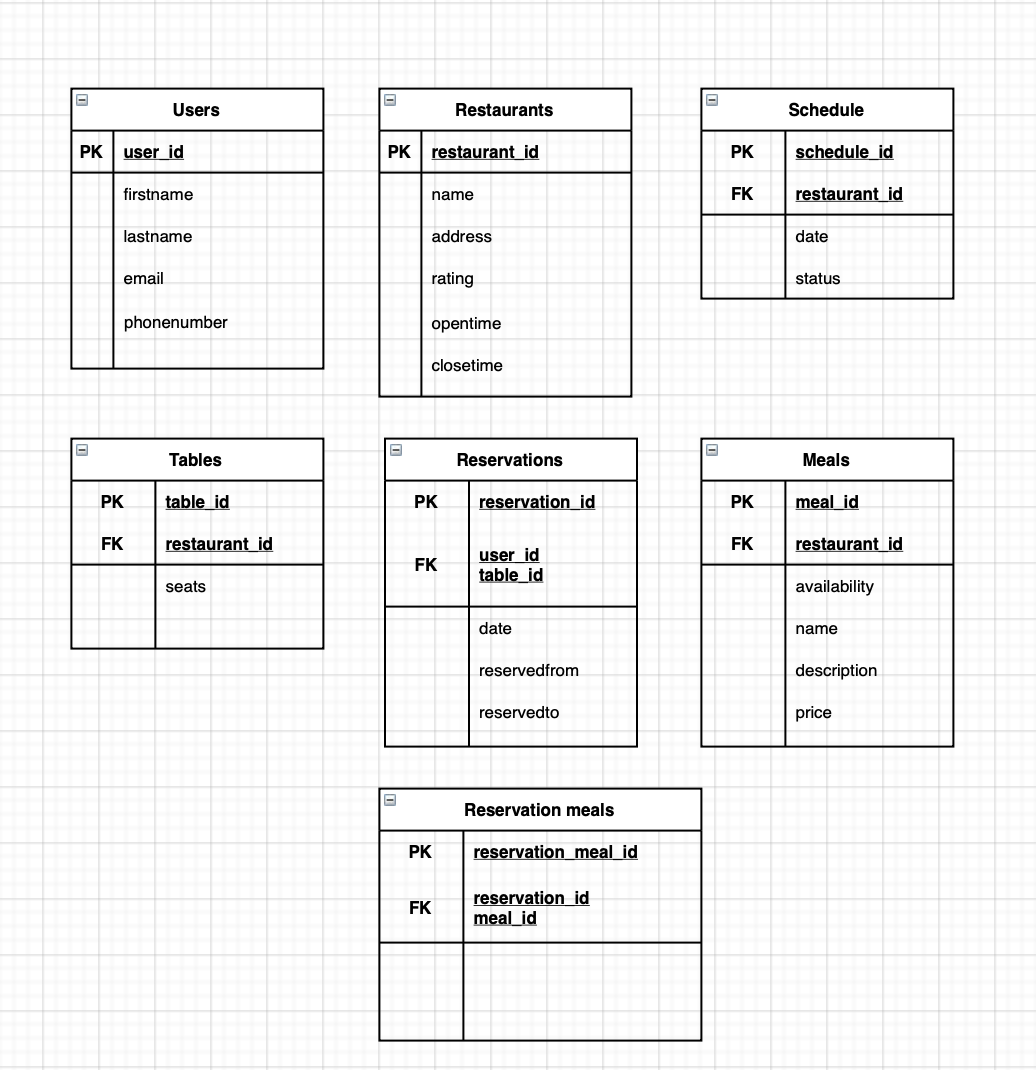 Users
PK user_id
firstname
lastname
email
phonenumber
Restaurants
PK restaurant_id
name
address
rating
opentime
closetime
Schedule
PK schedule_id
FK restaurant_id
date
status
Tables
PK table_id
FK restaurant_id
seats
Reservations
PK reservation_id
FK user_id
table_id
date
reservedfrom
reservedto
Meals
PK meal_id
FK restaurant_id
availability
name
description
price
Reservation meals
PK reservation_meal_id
FK reservation_id
meal_id